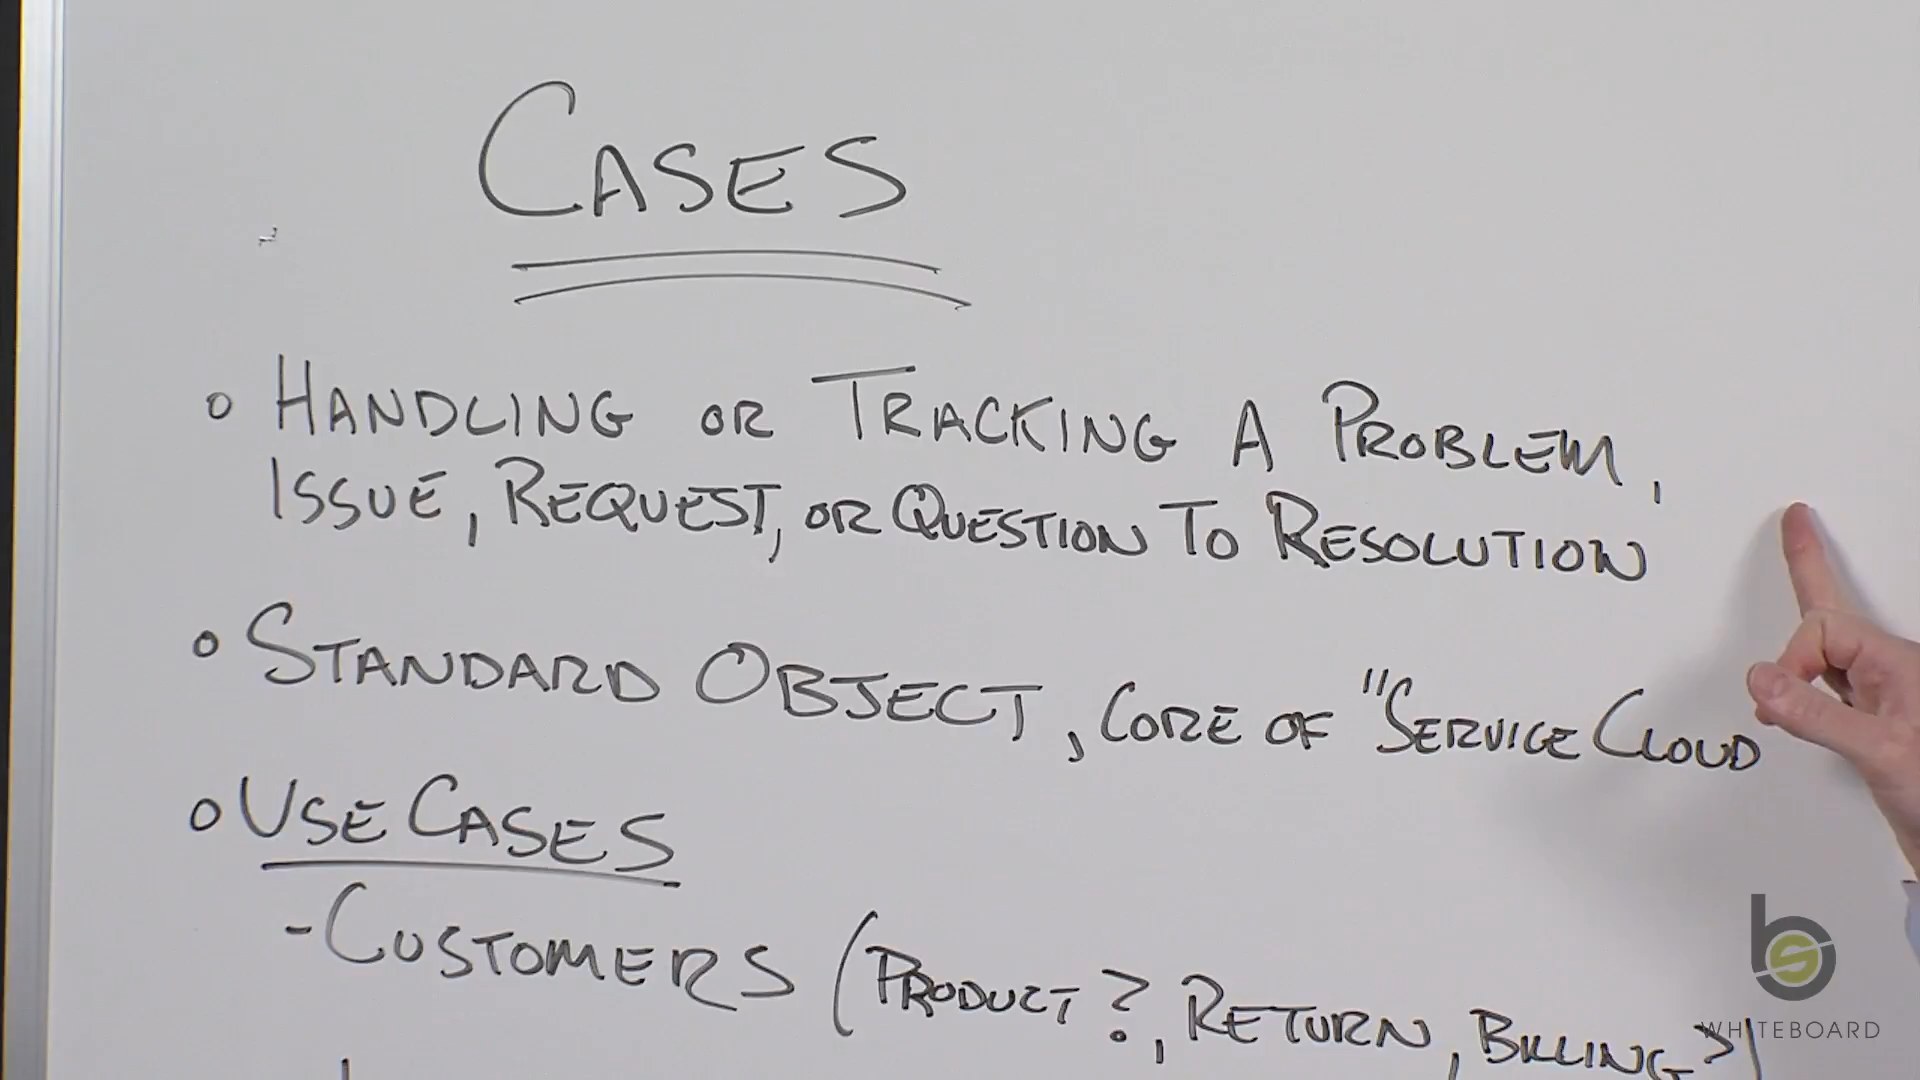 CASES
o HANDLING OR TRACKING A PROBLEM,
ISSUE, REQUEST, OR QUESTION TO RESOLUTION
o STANDARD OBJECT, CORE OF "SERVICE CLOUD
o USE CASES
- CUSTOMERS (PRODUCT?, RETURN, BILLING?)
bs
WHITEBOARD